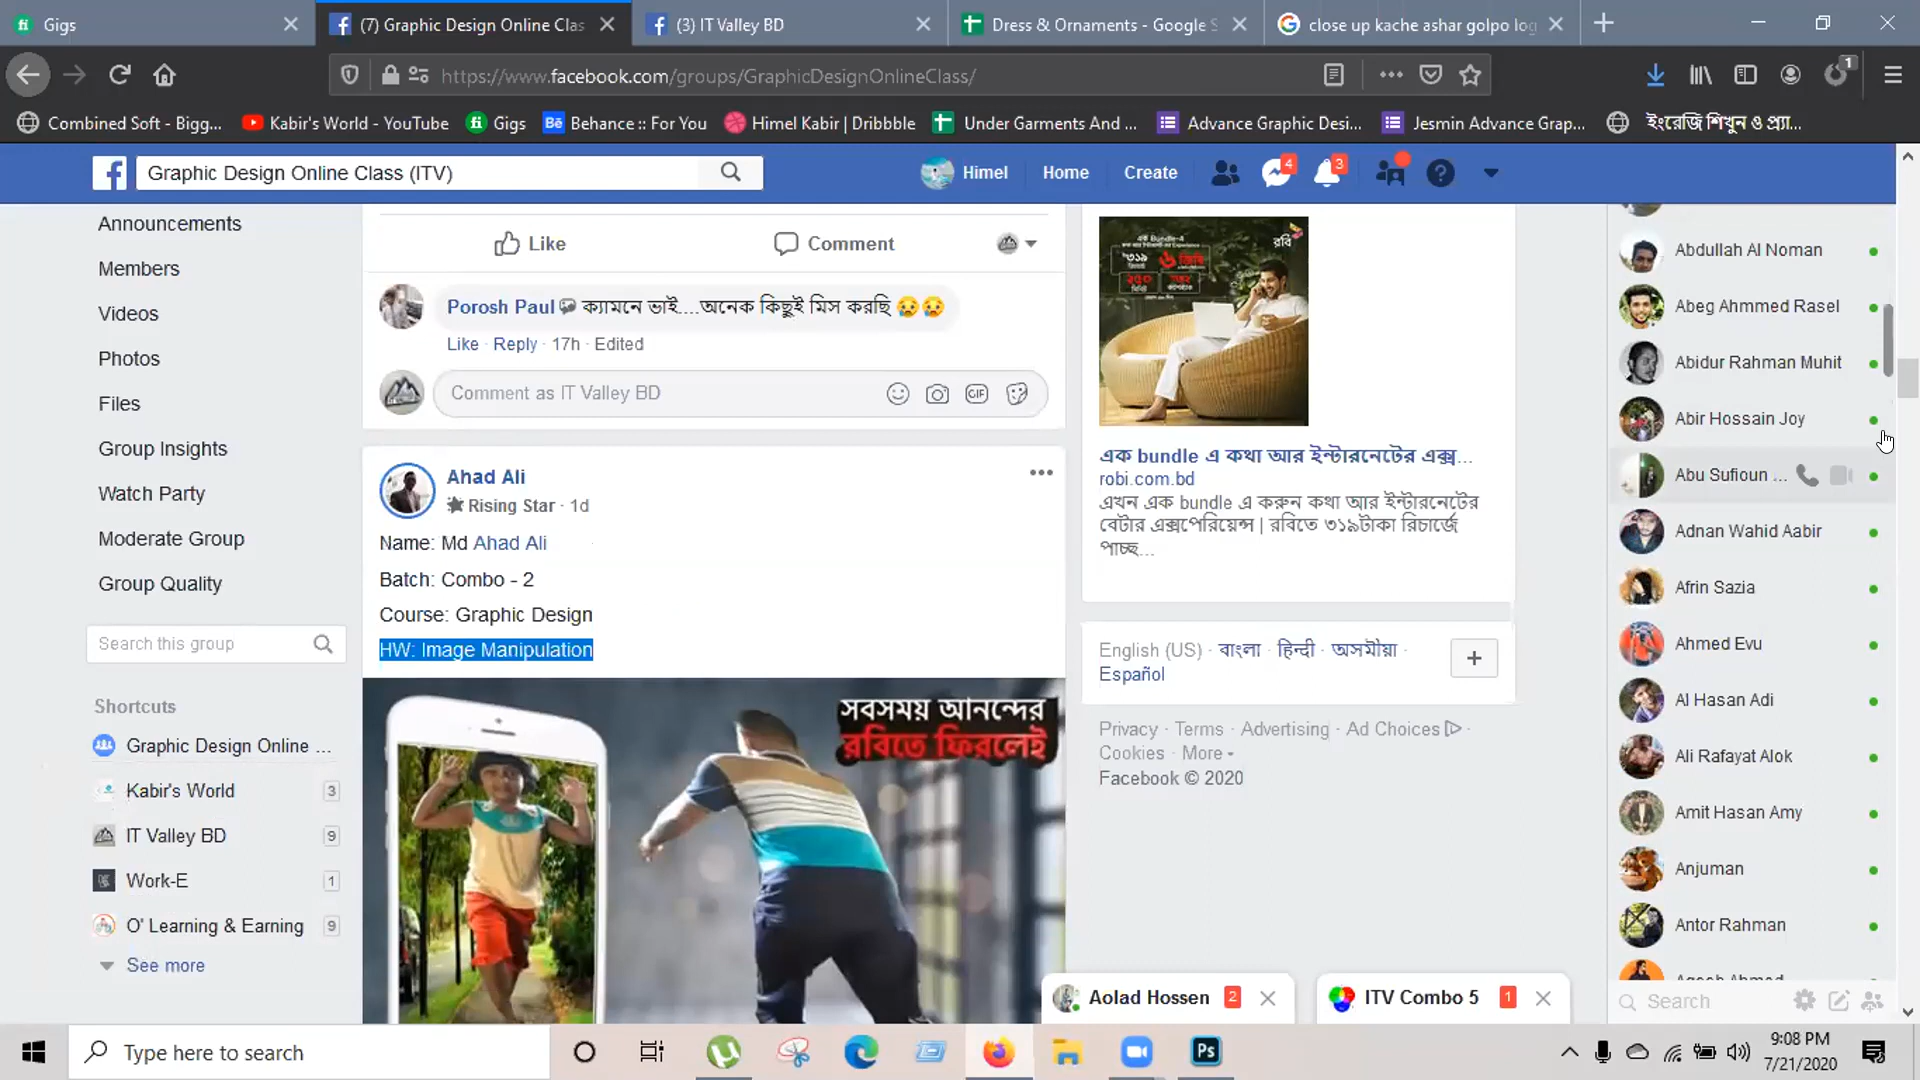 Gigs
(7) Graphic Design Online Clas
(3) IT Valley BD
Dress & Ornaments - Google S
close up kache ashar golpo log
https://www.facebook.com/groups/GraphicDesignOnlineClass/
1
Combined Soft - Bigg...
Kabir's World - YouTube
Gigs
Behance :: For You
Himel Kabir | Dribbble
Under Garments And ...
Advance Graphic Desi...
Jesmin Advance Grap...
ইংরেজি শিখুন ও প্র্যা...
Graphic Design Online Class (ITV)
Himel
Home
Create
4
3
Announcements
Members
Videos
Photos
Files
Group Insights
Watch Party
Moderate Group
Group Quality
Search this group
Shortcuts
Graphic Design Online ...
Kabir's World 3
IT Valley BD 9
Work-E 1
O' Learning & Earning 9
See more
Like
Comment
Porosh Paul ক্যামনে ভাই....অনেক কিছুই মিস করছি 😥😥
Like · Reply · 17h · Edited
Comment as IT Valley BD
GIF
Ahad Ali
Rising Star · 1d
Name: Md Ahad Ali
Batch: Combo - 2
Course: Graphic Design
HW: Image Manipulation
সবসময় আনন্দের
রবিতে ফিরলেই
রবি
৩১৯
এক bundle এ কথা আর ইন্টারনেটের এক্স...
robi.com.bd
এখন এক bundle এ করুন কথা আর ইন্টারনেটের
বেটার এক্সপেরিয়েন্স | রবিতে ৩১৯টাকা রিচার্জে
পাচ্ছ...
English (US) · বাংলা · हिन्दी · অসমীয়া ·
Español
Privacy · Terms · Advertising · Ad Choices ·
Cookies · More
Facebook © 2020
Abdullah Al Noman
Abeg Ahmmed Rasel
Abidur Rahman Muhit
Abir Hossain Joy
Abu Sufioun ...
Adnan Wahid Aabir
Afrin Sazia
Ahmed Evu
Al Hasan Adi
Ali Rafayat Alok
Amit Hasan Amy
Anjuman
Antor Rahman
Search
Aolad Hossen 2
ITV Combo 5 1
Type here to search
Ps
9:08 PM
7/21/2020